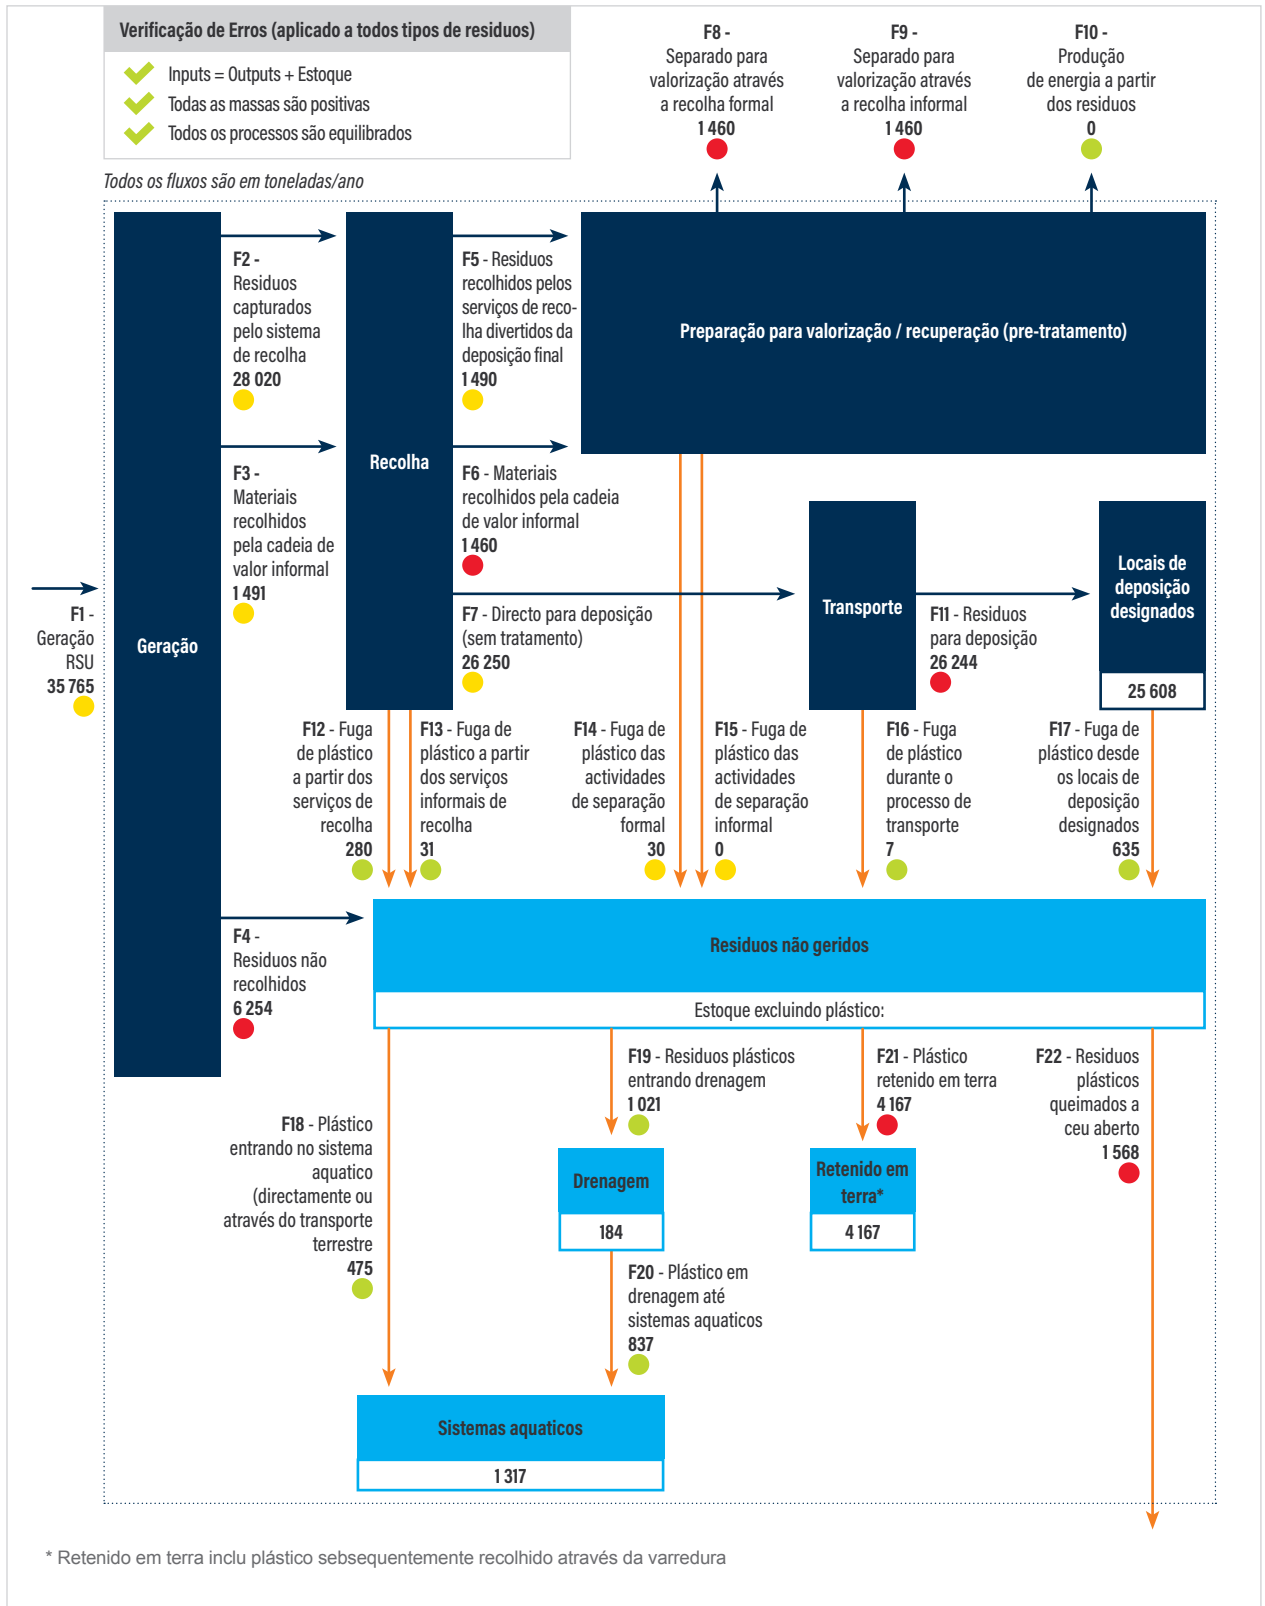 Verificação de Erros (aplicado a todos tipos de residuos)
Inputs = Outputs + Estoque
Todas as massas são positivas
Todos os processos são equilibrados
Todos os fluxos são em toneladas/ano
F8 -
Separado para
valorização através
a recolha formal
1 460
F9 -
Separado para
valorização através
a recolha informal
1 460
F10 -
Produção
de energia a partir
dos residuos
0
F1 -
Geração
RSU
35 765
Geração
F2 -
Residuos
capturados
pelo sistema
de recolha
28 020
F3 -
Materiais
recolhidos
pela cadeia de
valor informal
1 491
F4 -
Residuos não
recolhidos
6 254
Recolha
F5 - Residuos
recolhidos pelos
serviços de reco-
lha divertidos da
deposição final
1 490
F6 - Materiais
recolhidos pela cadeia
de valor informal
1 460
F7 - Directo para deposição
(sem tratamento)
26 250
Preparação para valorização / recuperação (pre-tratamento)
Transporte
F11 - Residuos
para deposição
26 244
Locais de
deposição
designados
25 608
F12 - Fuga
de plástico
a partir dos
serviços de
recolha
280
F13 - Fuga de
plástico a partir
dos serviços
informais de
recolha
31
F14 - Fuga de
plástico das
actividades
de separação
formal
30
F15 - Fuga de
plástico das
actividades
de separação
informal
0
F16 - Fuga
de plástico
durante o
processo de
transporte
7
F17 - Fuga de
plástico desde
os locais de
deposição
designados
635
Residuos não geridos
Estoque excluindo plástico:
F18 - Plástico
entrando no sistema
aquatico
(directamente ou
através do transporte
terrestre
475
F19 - Residuos plásticos
entrando drenagem
1 021
Drenagem
184
F20 - Plástico em
drenagem até
sistemas aquaticos
837
F21 - Plástico
retenido em terra
4 167
Retenido em
terra*
4 167
F22 - Residuos
plásticos
queimados a
ceu aberto
1 568
Sistemas aquaticos
1 317
* Retenido em terra inclu plástico sebsequentemente recolhido através da varredura